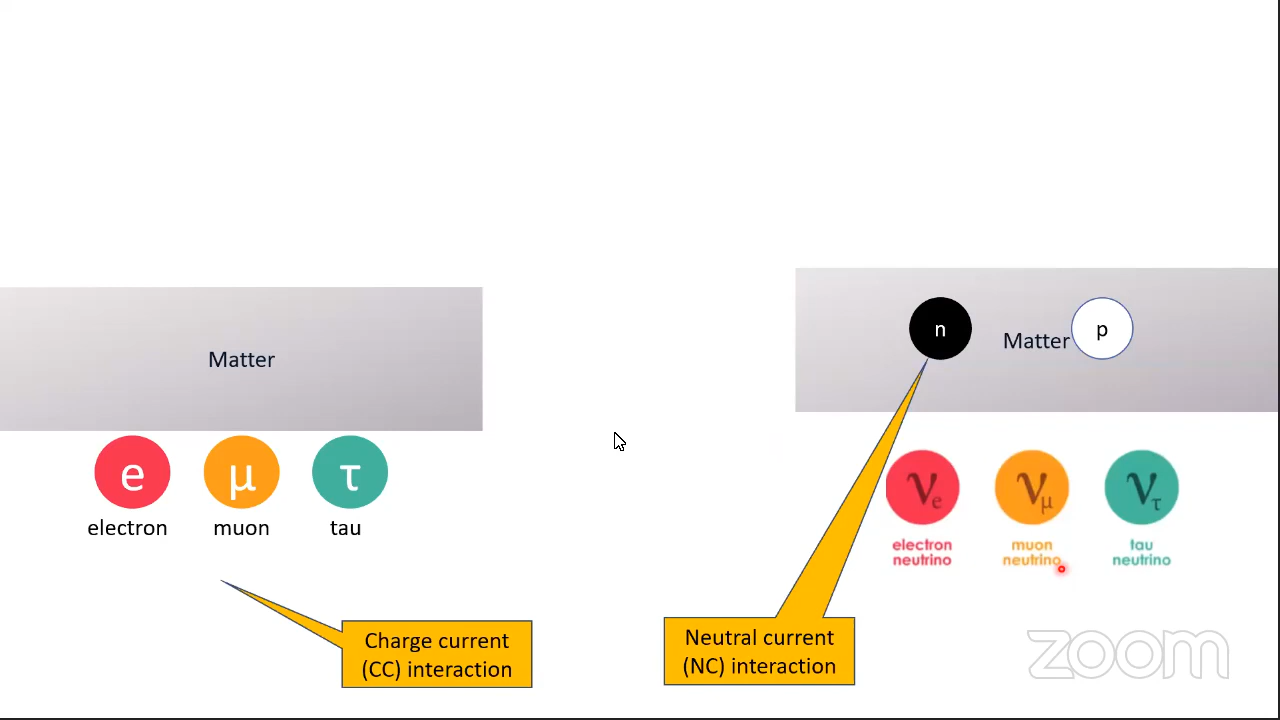 Matter
e
μ
τ
electron
muon
tau
Charge current
(CC) interaction
n
Matter
p
νe
νμ
ντ
electron
neutrino
muon
neutrino
tau
neutrino
Neutral current
(NC) interaction
zoom